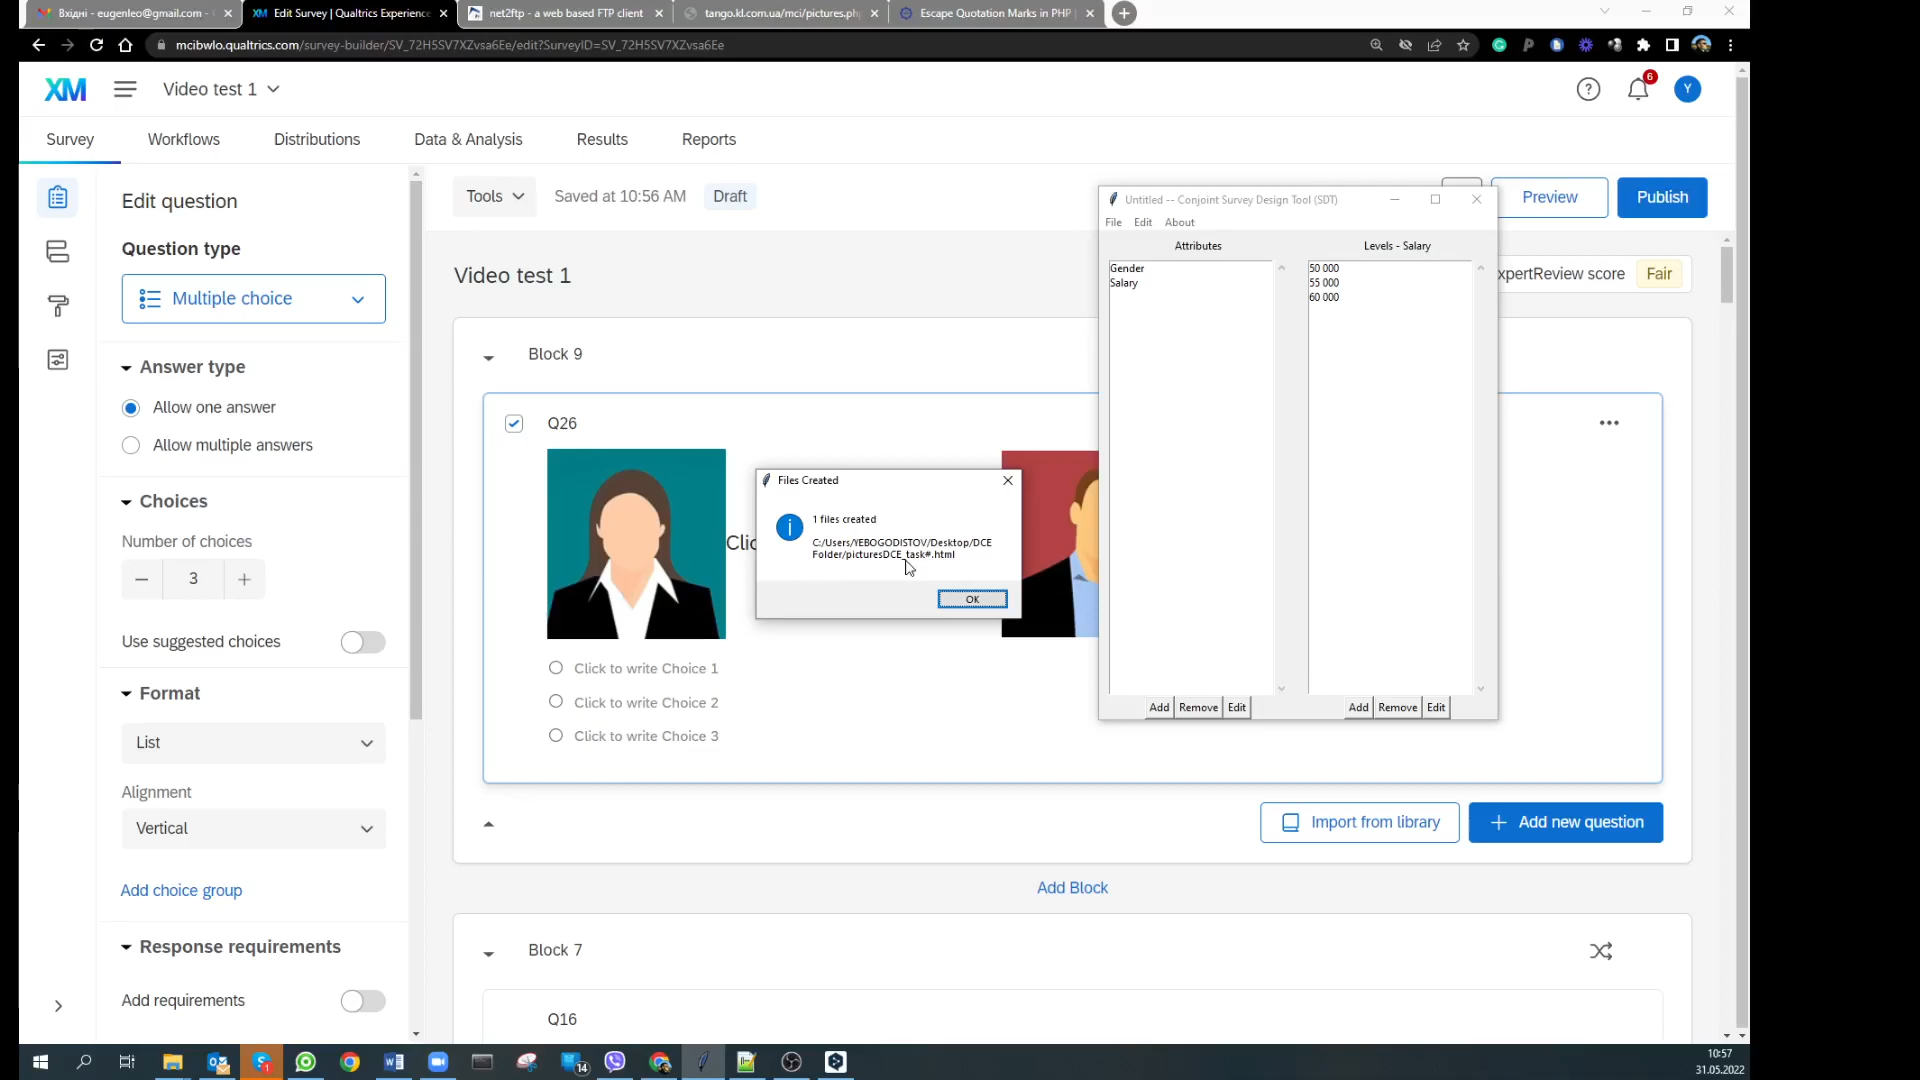 Вхідні - eugenleo@gmail.com -
Edit Survey | Qualtrics Experience
net2ftp - a web based FTP client
tango.kl.com.ua/mci/pictures.ph
Escape Quotation Marks in PHP
mcibwlo.qualtrics.com/survey-builder/SV_72H5SV7XZvsa6Ee/edit?SurveyID=SV_72H5SV7XZvsa6Ee
XM
Video test 1
6
Y
Survey
Workflows
Distributions
Data & Analysis
Results
Reports
Edit question
Question type
Multiple choice
Answer type
Allow one answer
Allow multiple answers
Choices
Number of choices
3
Use suggested choices
Format
List
Alignment
Vertical
Add choice group
Response requirements
Add requirements
Tools
Saved at 10:56 AM
Draft
Preview
Publish
Video test 1
xpertReview score
Fair
Block 9
Q26
Clic
Click to write Choice 1
Click to write Choice 2
Click to write Choice 3
Import from library
Add new question
Add Block
Block 7
Q16
Files Created
1 files created
C:/Users/YEBOGODISTOV/Desktop/DCE
Folder/picturesDCE_task#.html
OK
Untitled -- Conjoint Survey Design Tool (SDT)
File Edit About
Attributes
Levels - Salary
Gender
Salary
50 000
55 000
60 000
Add Remove Edit
Add Remove Edit
1
14
10:57
31.05.2022